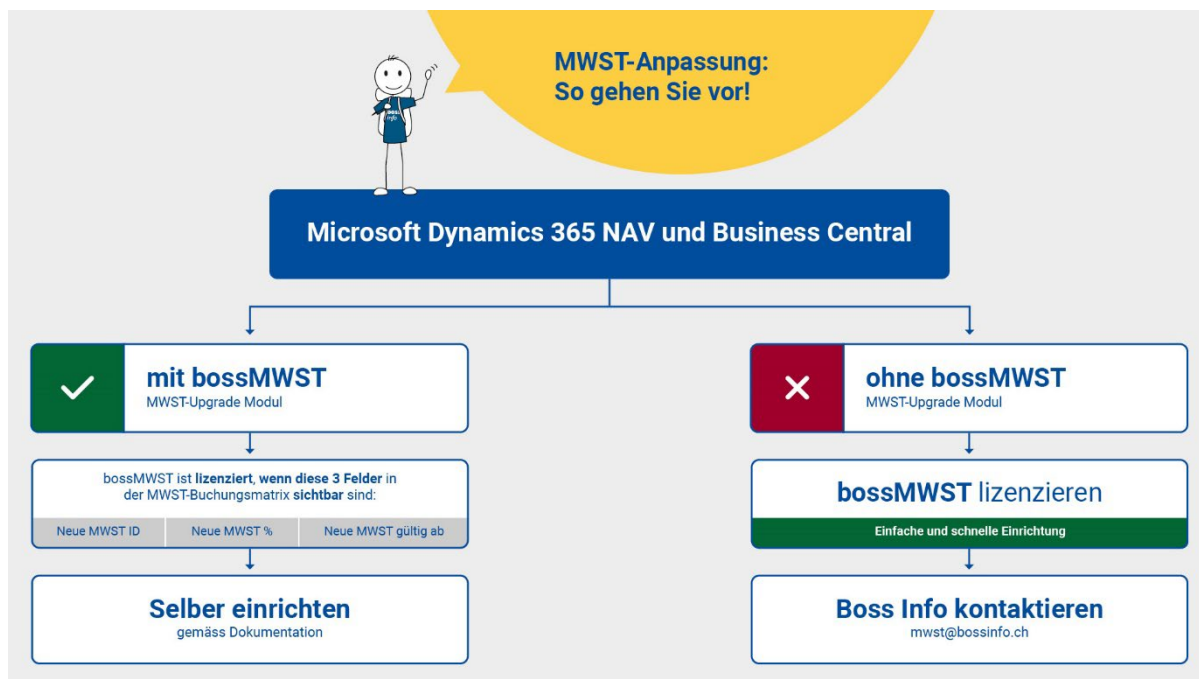 MWST-Anpassung:
So gehen Sie vor!
boss
info
Microsoft Dynamics 365 NAV und Business Central
mit bossMWST
MWST-Upgrade Modul
bossMWST ist lizenziert, wenn diese 3 Felder in
der MWST-Buchungsmatrix sichtbar sind:
Neue MWST ID
Neue MWST %
Neue MWST gültig ab
Selber einrichten
gemäss Dokumentation
ohne bossMWST
MWST-Upgrade Modul
bossMWST lizenzieren
Einfache und schnelle Einrichtung
Boss Info kontaktieren
mwst@bossinfo.ch